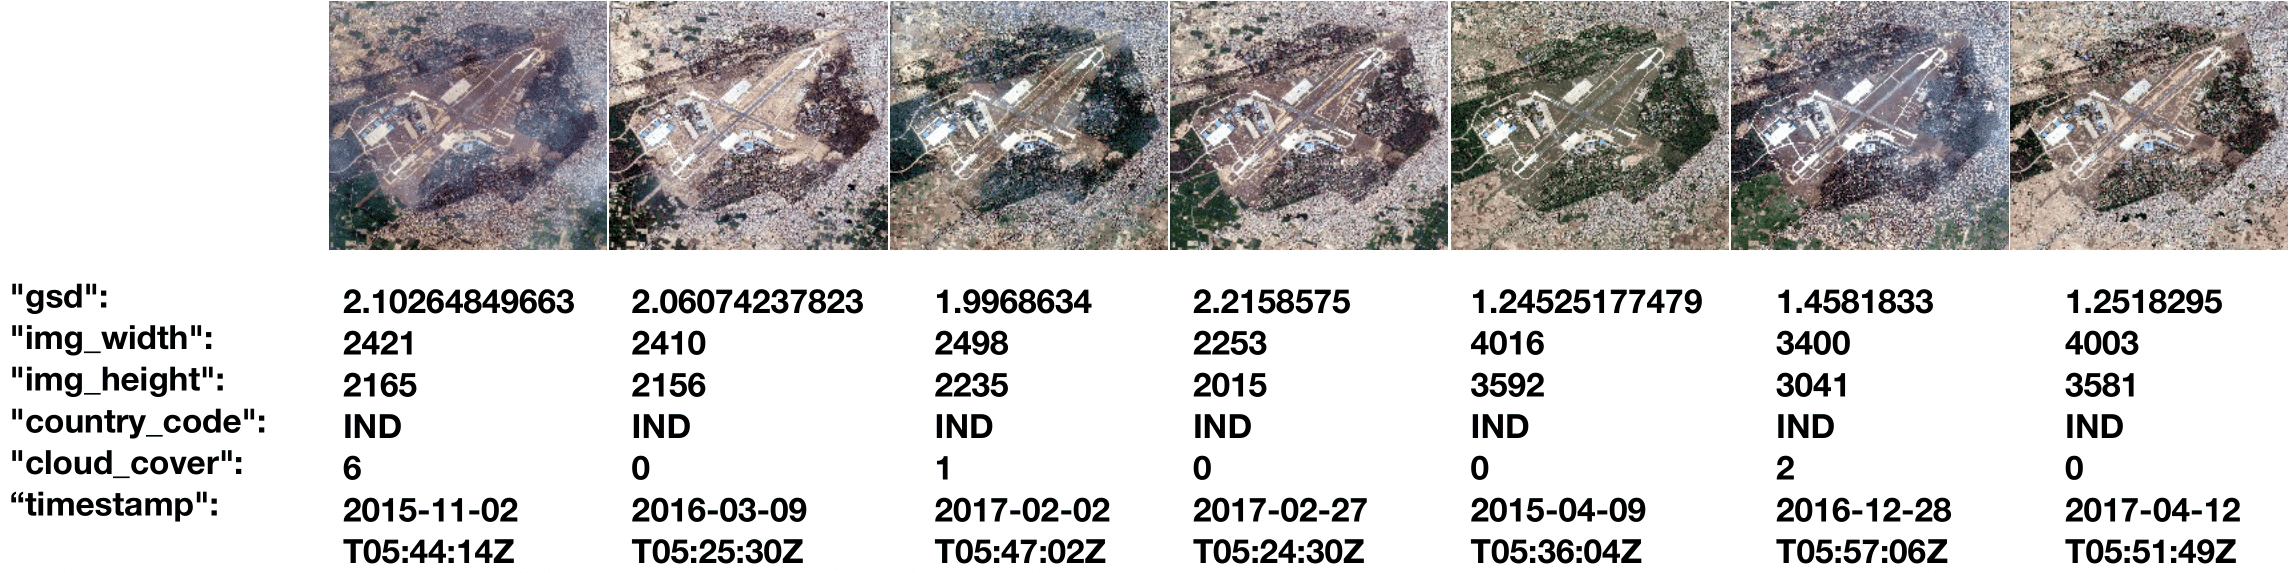 "gsd": 2.10264849663 2.06074237823 1.9968634 2.2158575 1.24525177479 1.4581833 1.2518295
"img_width": 2421 2410 2498 2253 4016 3400 4003
"img_height": 2165 2156 2235 2015 3592 3041 3581
"country_code": IND IND IND IND IND IND IND
"cloud_cover": 6 0 1 0 0 2 0
“timestamp": 2015-11-02 2016-03-09 2017-02-02 2017-02-27 2015-04-09 2016-12-28 2017-04-12
T05:44:14Z T05:25:30Z T05:47:02Z T05:24:30Z T05:36:04Z T05:57:06Z T05:51:49Z